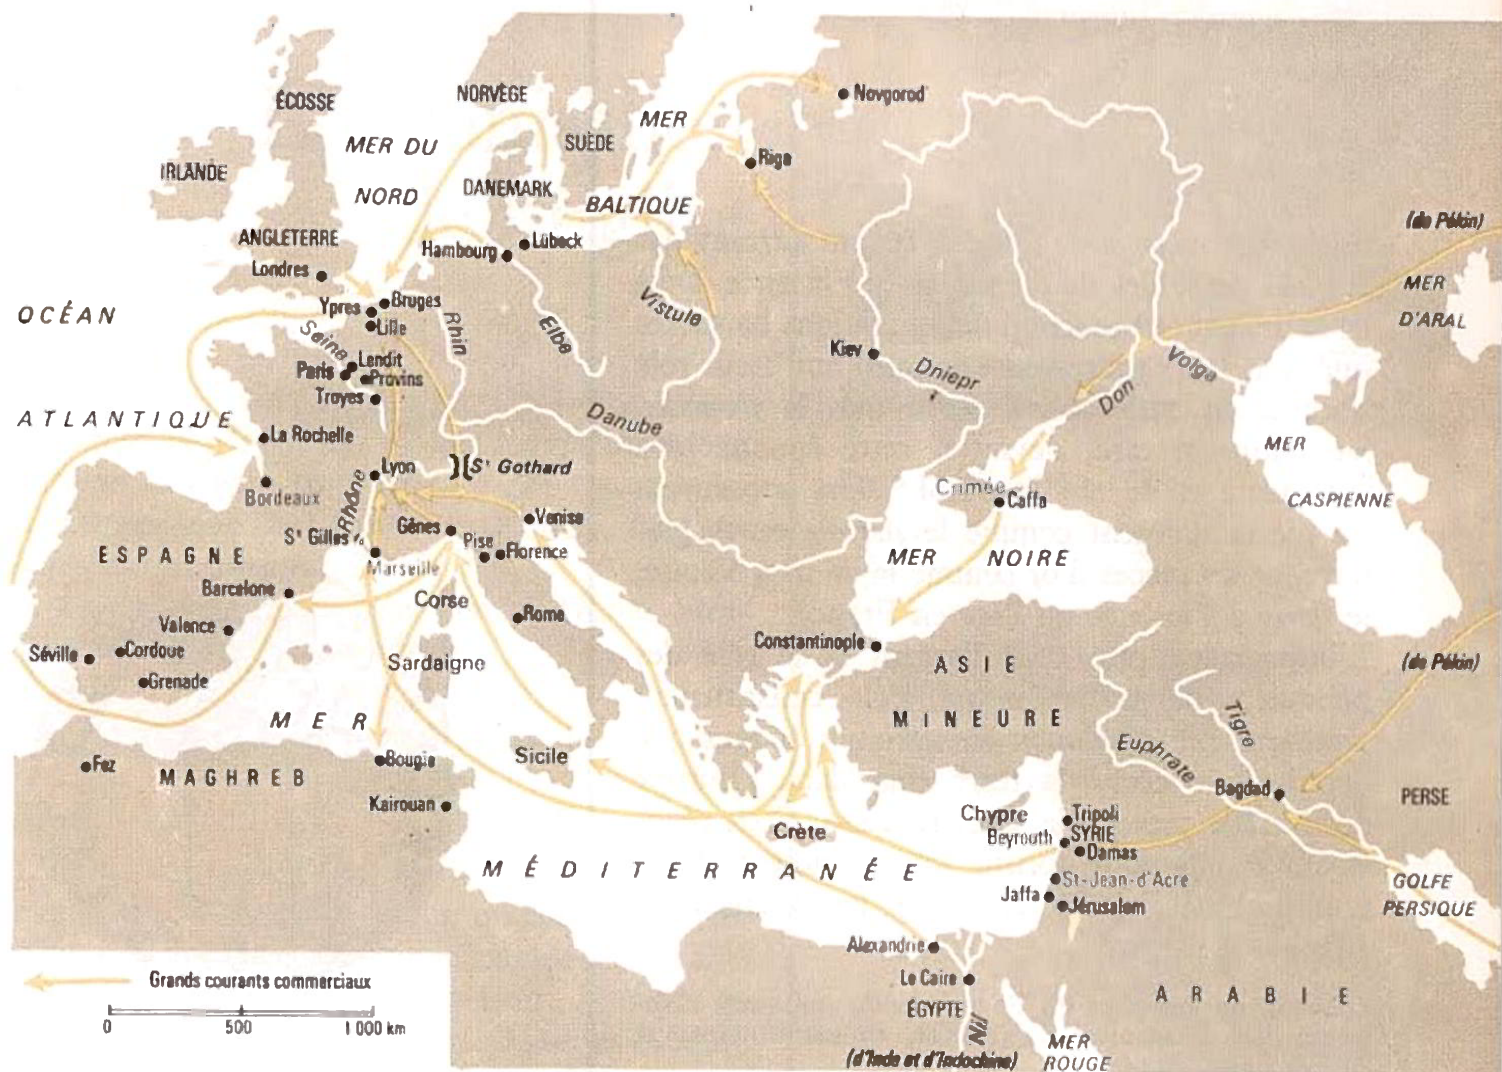 ÉCOSSE
NORVÈGE
Novgorod
MER DU
NORD
MER
BALTIQUE
SUÈDE
Riga
IRLANDE
DANEMARK
ANGLETERRE
Hambourg
Lübeck
Londres
(de Pékin)
MER
D'ARAL
OCÉAN
ATLANTIQUE
Ypres
Bruges
Lille
Rhin
Elbe
Vistule
Seine
Lendit
Paris
Provins
Troyes
Kiev
Dniepr
Don
Volga
Danube
La Rochelle
Bordeaux
Lyon
St Gothard
Rhône
MER
CASPIENNE
Crimée
Caffa
St Gilles
Gênes
Venise
Pise
Florence
Marseille
ESPAGNE
MER NOIRE
Barcelone
Corse
Rome
Valence
Séville
Cordoue
Grenade
Sardaigne
Constantinople
ASIE
MINEURE
(de Pékin)
Tigre
Euphrate
MER
MÉDITERRANÉE
Fez
MAGHREB
Bougie
Sicile
Kairouan
Bagdad
PERSE
Crète
Chypre
Tripoli
Beyrouth
SYRIE
Damas
St-Jean-d'Acre
Jaffa
Jérusalem
GOLFE
PERSIQUE
Alexandrie
Le Caire
ÉGYPTE
Nil
ARABIE
MER
ROUGE
(d'Inde et d'Indochine)
Grands courants commerciaux
0 500 1 000 km